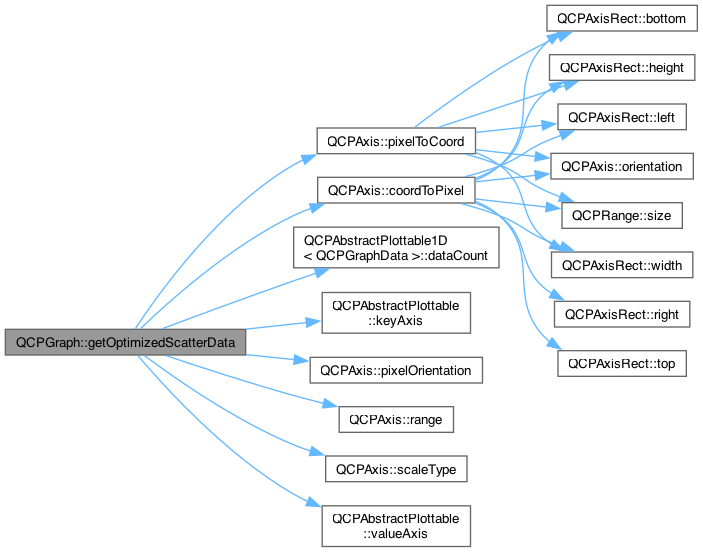 QCPGraph::getOptimizedScatterData
QCPAxis::pixelToCoord
QCPAxis::coordToPixel
QCPAbstractPlottable1D
< QCPGraphData >::dataCount
QCPAbstractPlottable
::keyAxis
QCPAxis::pixelOrientation
QCPAxis::range
QCPAxis::scaleType
QCPAbstractPlottable
::valueAxis
QCPAxisRect::bottom
QCPAxisRect::height
QCPAxisRect::left
QCPAxis::orientation
QCPRange::size
QCPAxisRect::width
QCPAxisRect::right
QCPAxisRect::top